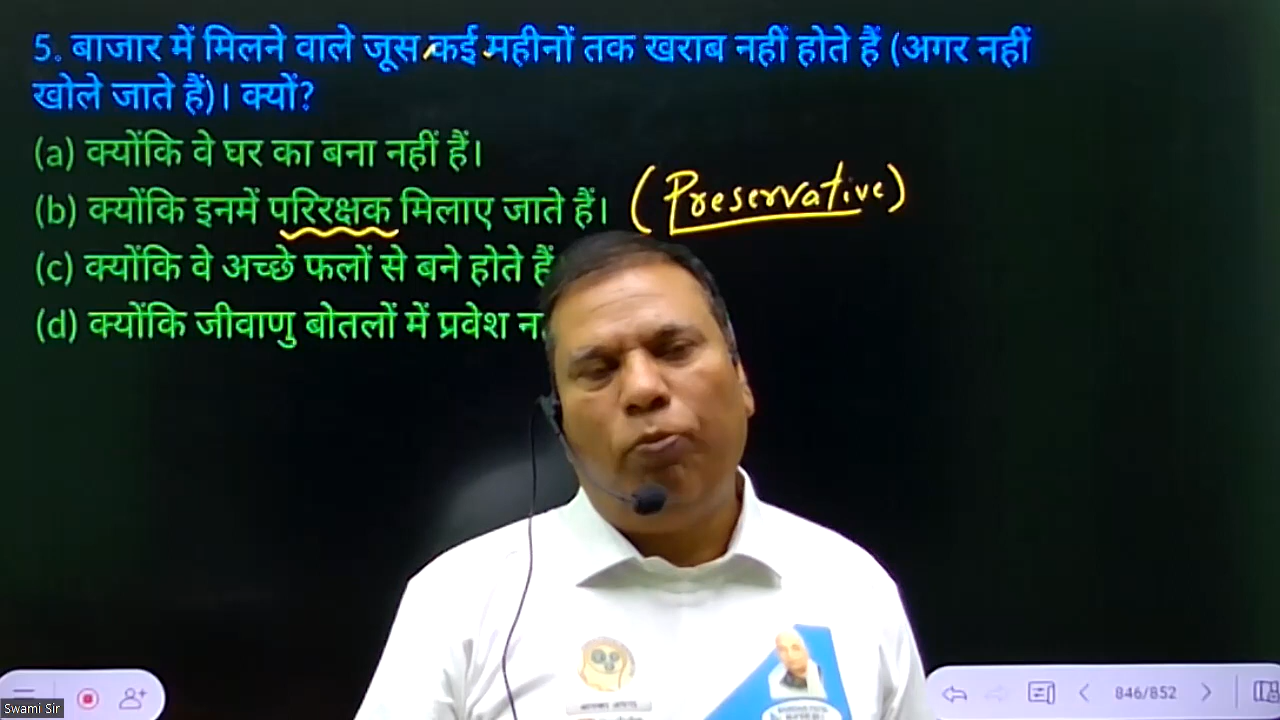 5. बाजार में मिलने वाले जूस कई महीनों तक खराब नहीं होते हैं (अगर नहीं
खोले जाते हैं)। क्यों?
(a) क्योंकि वे घर का बना नहीं हैं।
(b) क्योंकि इनमें परिरक्षक मिलाए जाते हैं। (Preservative)
(c) क्योंकि वे अच्छे फलों से बने होते हैं
(d) क्योंकि जीवाणु बोतलों में प्रवेश
Swami Sir
846/852